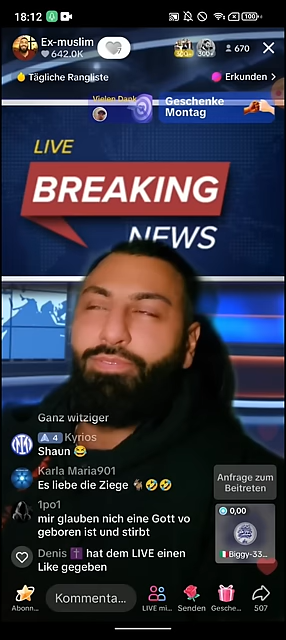 18:12
100
Ex-muslim
642.0K
300+
670
Tägliche Rangliste
Erkunden >
Vielen Dank
Geschenke
Montag
LIVE
BREAKING
NEWS
Ganz witziger
4 Kyrios
Shaun 😂
Karla Maria901
Es liebe die Ziege 🐐🤣🤣
1po1
mir glauben nich eine Gott vo
geboren ist und stirbt
Denis ✝️ hat dem LIVE einen
Like gegeben
Anfrage zum
Beitreten
0,00
🇮🇹 Biggy-33...
Abonn...
Kommenta...
LIVE mi...
Senden
Gesche...
507